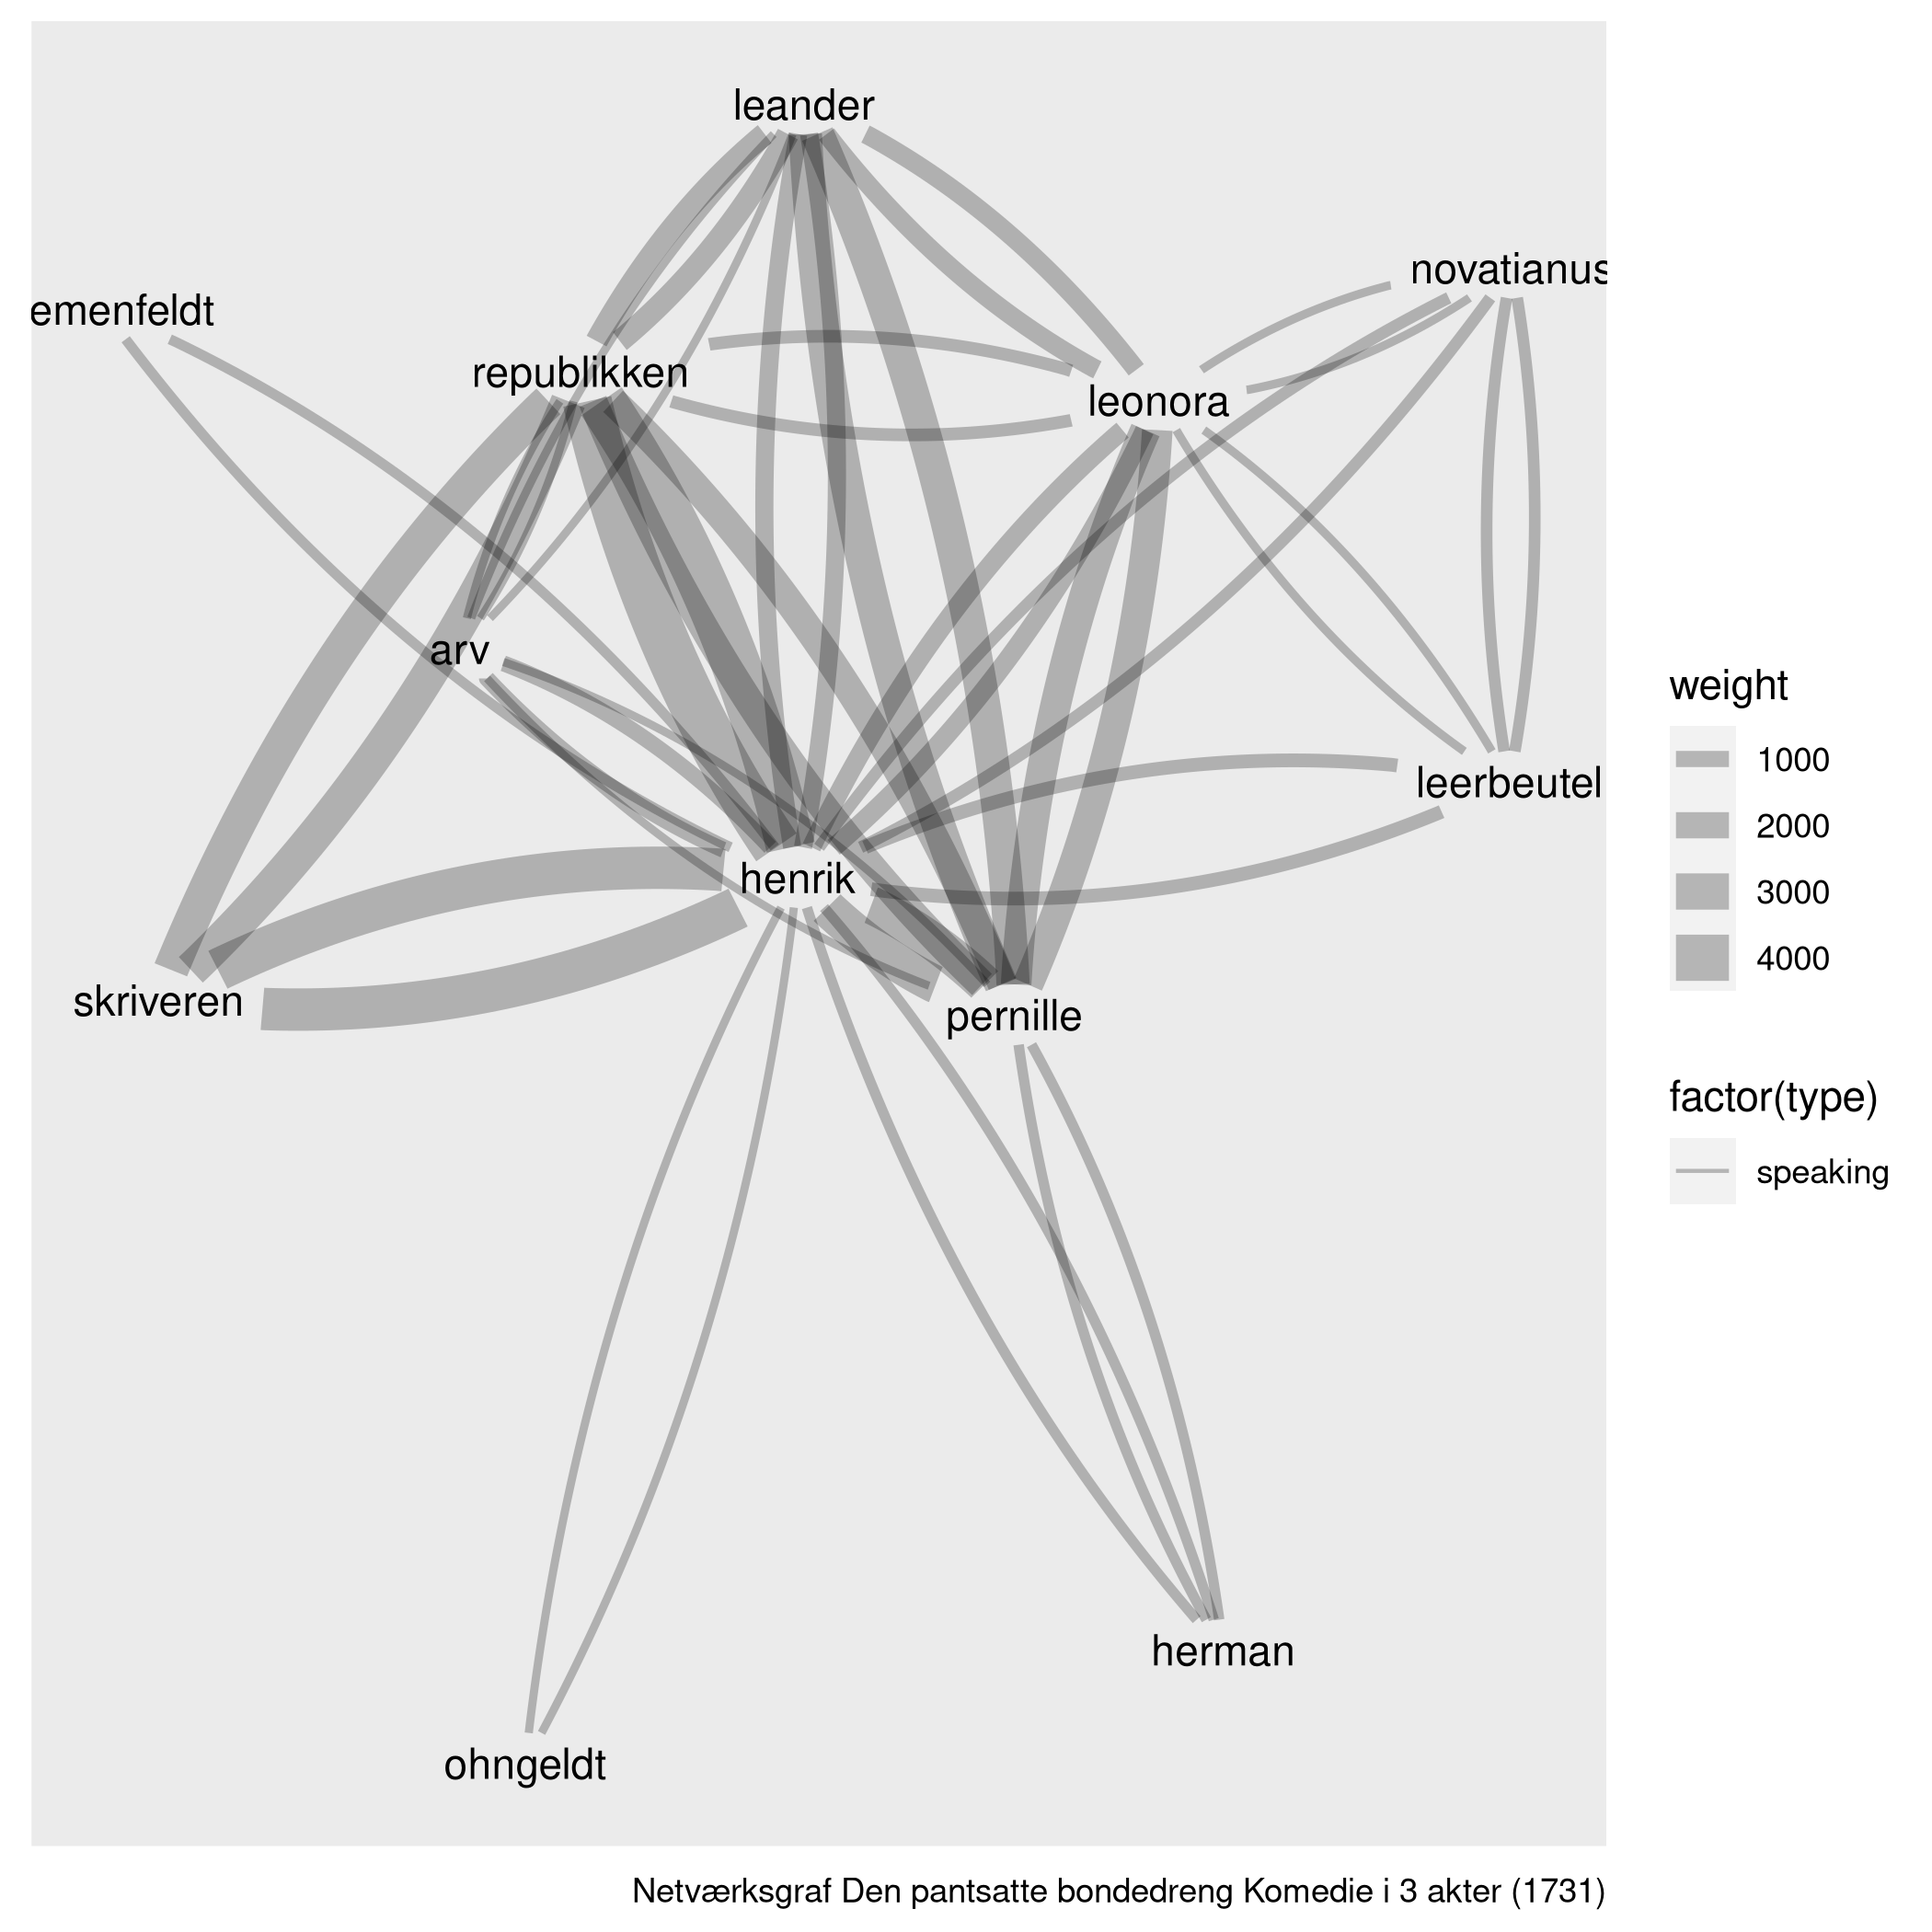 leander
novatianus
emenfeldt
republikken
leonora
arv
leerbeutel
henrik
skriveren
pernille
herman
ohngeldt
weight
1000
2000
3000
4000
factor(type)
speaking
Netværksgraf Den pantsatte bondedreng Komedie i 3 akter (1731)